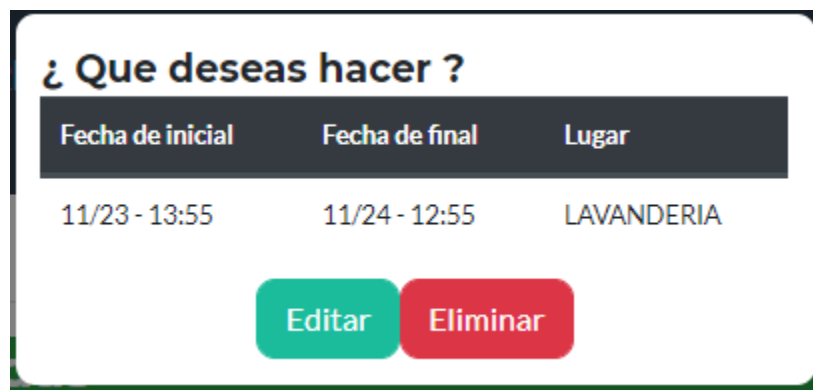 ¿ Que deseas hacer ?
Fecha de inicial Fecha de final Lugar
11/23 - 13:55 11/24 - 12:55 LAVANDERIA
Editar Eliminar